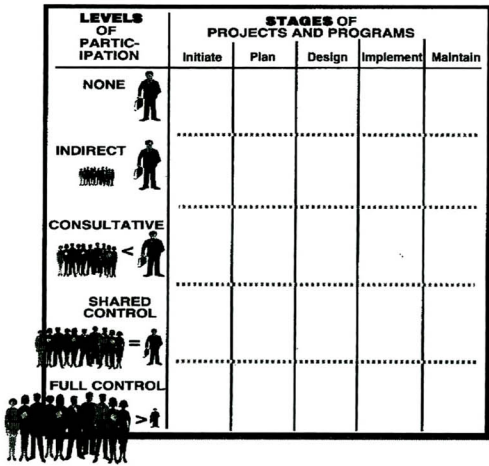 LEVELS
OF
PARTIC-
IPATION
STAGES OF
PROJECTS AND PROGRAMS
Initiate Plan Design Implement Maintain
NONE
INDIRECT
CONSULTATIVE
<
SHARED
CONTROL
=
FULL CONTROL
>